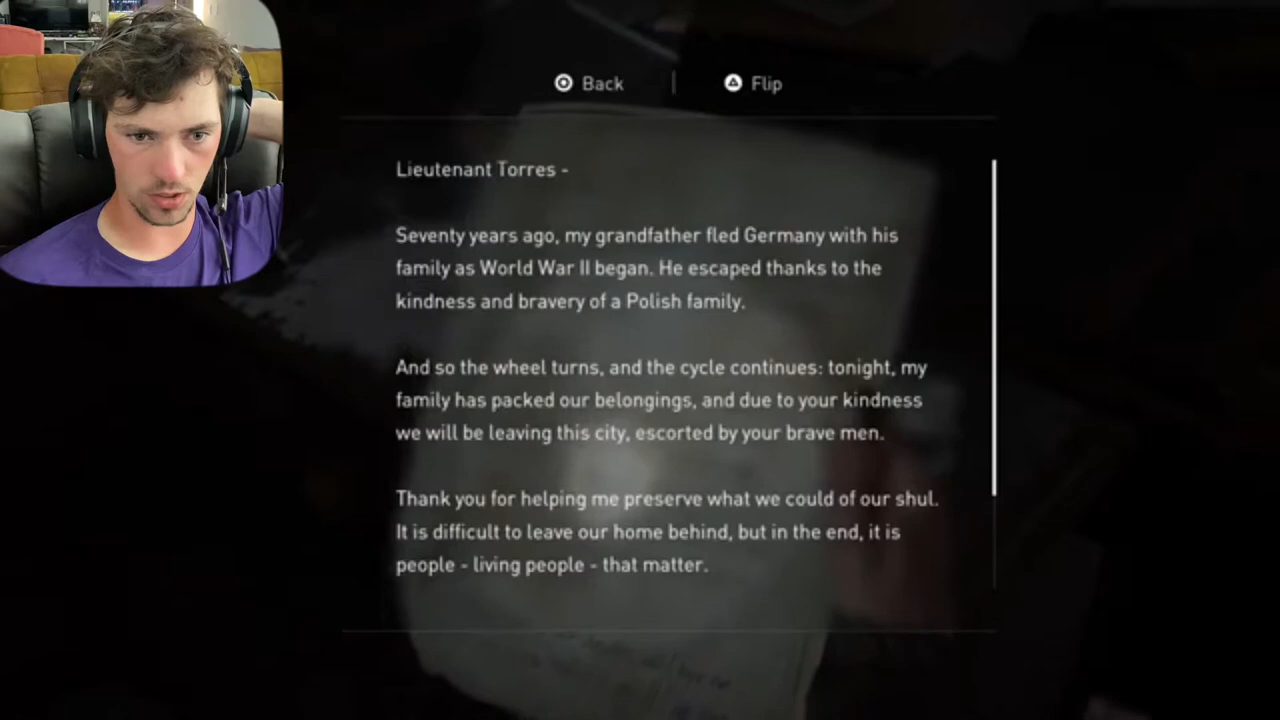 Back | Flip
Lieutenant Torres -
Seventy years ago, my grandfather fled Germany with his
family as World War II began. He escaped thanks to the
kindness and bravery of a Polish family.
And so the wheel turns, and the cycle continues: tonight, my
family has packed our belongings, and due to your kindness
we will be leaving this city, escorted by your brave men.
Thank you for helping me preserve what we could of our shul.
It is difficult to leave our home behind, but in the end, it is
people - living people - that matter.